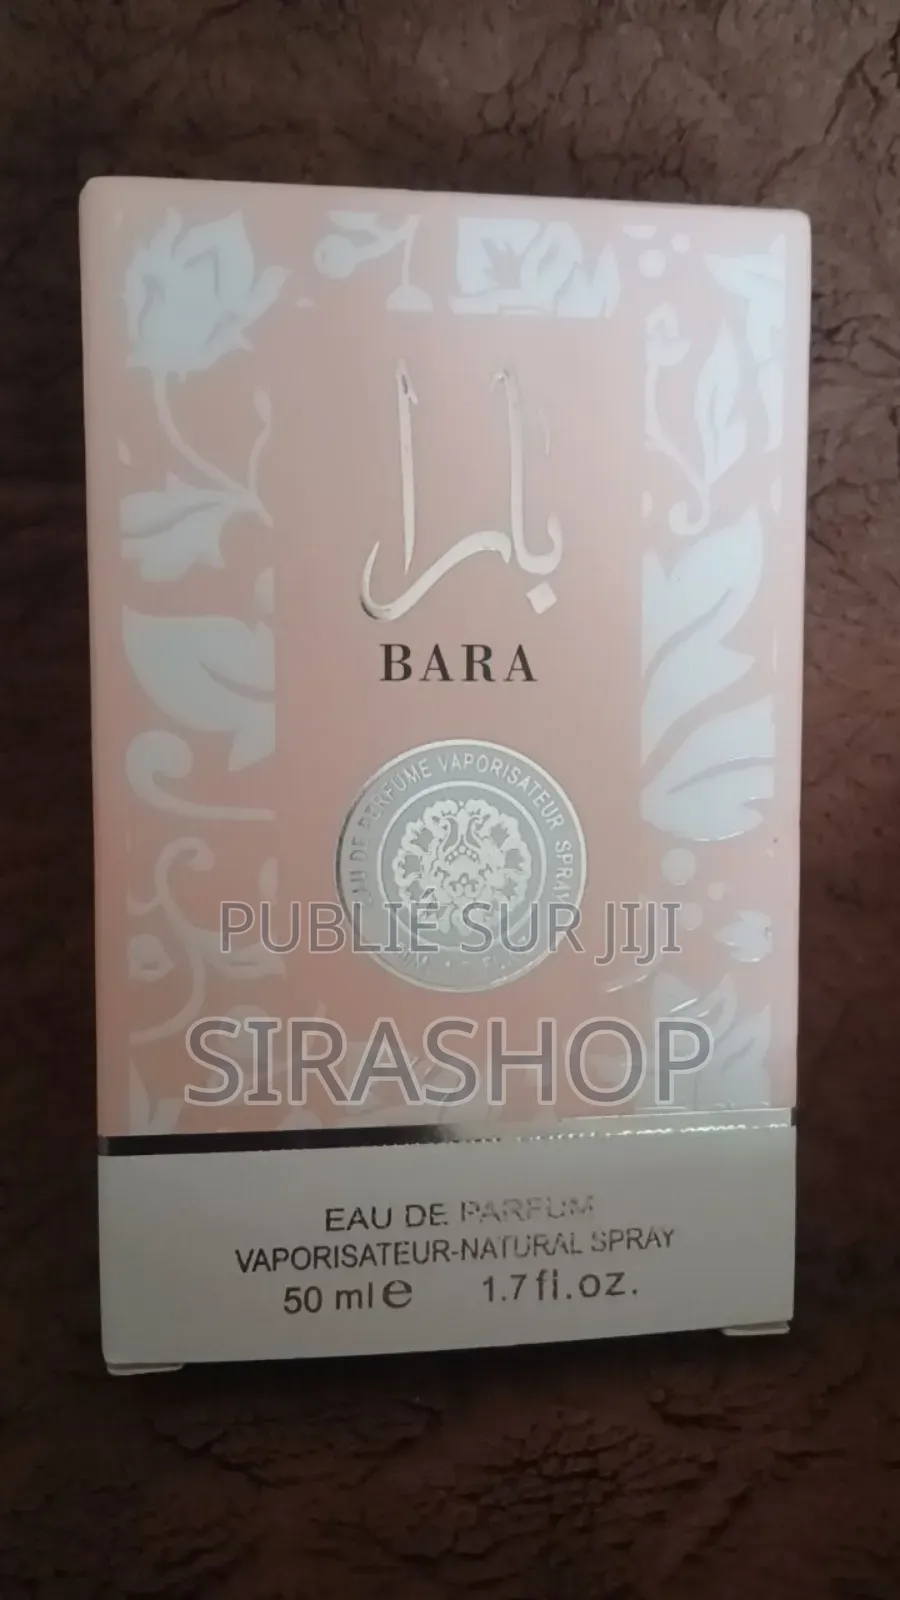 بارا
BARA
EAU DE PERFUME VAPORISATEUR SPRAY
PUBLIÉ SUR JIJI
SIRASHOP
EAU DE PARFUM
VAPORISATEUR-NATURAL SPRAY
50 ml e 1.7 fl.oz.